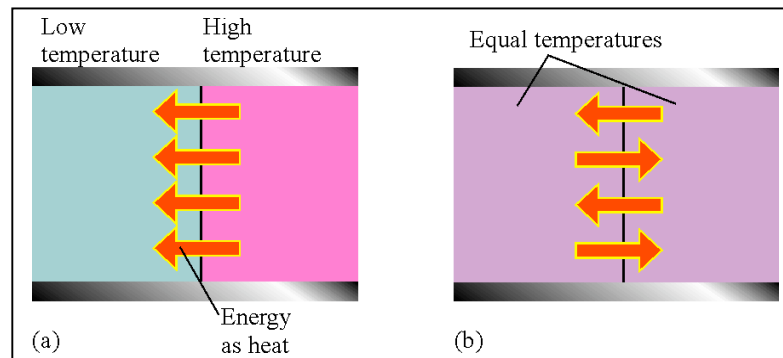 Low
temperature
High
temperature
Energy
as heat
(a)
Equal temperatures
(b)